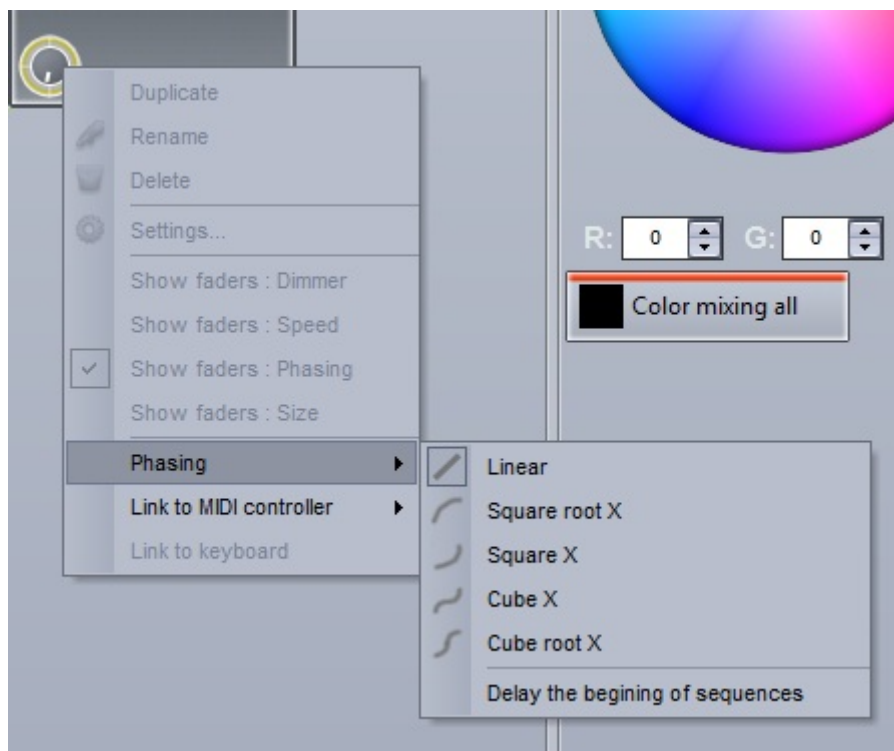 Duplicate
Rename
Delete
Settings...
Show faders : Dimmer
Show faders : Speed
Show faders : Phasing
Show faders : Size
Phasing
Link to MIDI controller
Link to keyboard
Linear
Square root X
Square X
Cube X
Cube root X
Delay the begining of sequences
R: 0 G: 0
Color mixing all